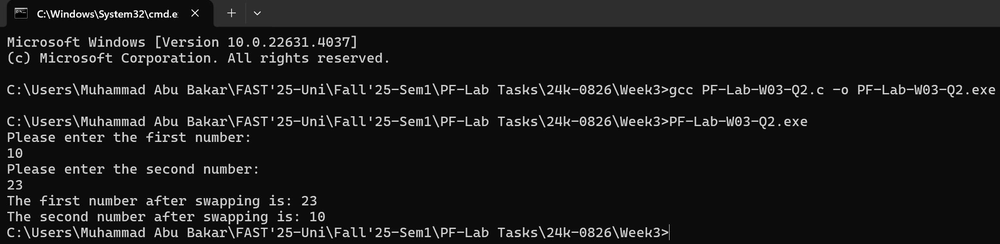 C:\Windows\System32\cmd.e
Microsoft Windows [Version 10.0.22631.4037]
(c) Microsoft Corporation. All rights reserved.
C:\Users\Muhammad Abu Bakar\FAST'25-Uni\Fall'25-Sem1\PF-Lab Tasks\24k-0826\Week3>gcc PF-Lab-W03-Q2.c -o PF-Lab-W03-Q2.exe
C:\Users\Muhammad Abu Bakar\FAST'25-Uni\Fall'25-Sem1\PF-Lab Tasks\24k-0826\Week3>PF-Lab-W03-Q2.exe
Please enter the first number:
10
Please enter the second number:
23
The first number after swapping is: 23
The second number after swapping is: 10
C:\Users\Muhammad Abu Bakar\FAST'25-Uni\Fall'25-Sem1\PF-Lab Tasks\24k-0826\Week3>